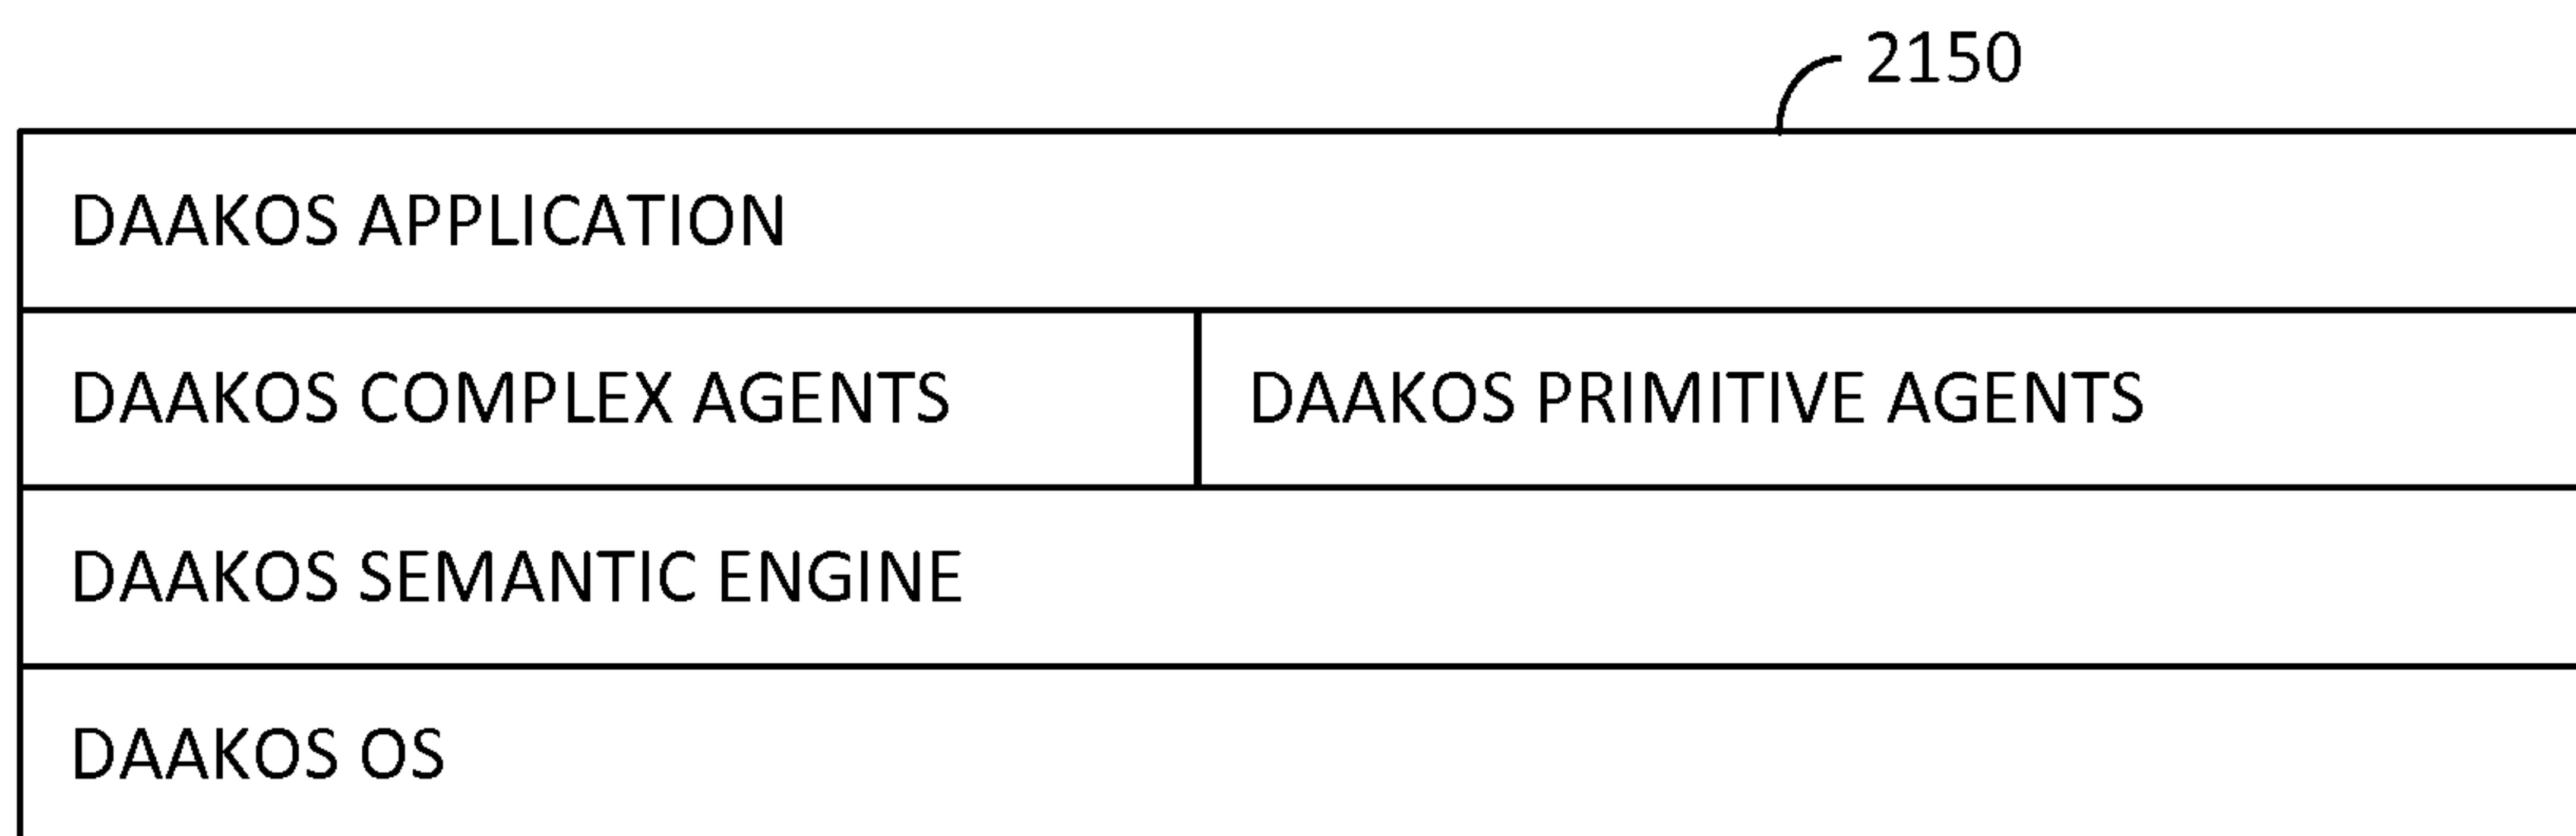 2150
DAAKOS APPLICATION
DAAKOS COMPLEX AGENTS
DAAKOS PRIMITIVE AGENTS
DAAKOS SEMANTIC ENGINE
DAAKOS OS